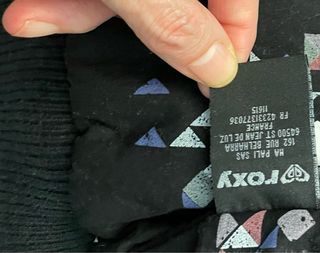 roxy
NA PALI SAS
162 RUE BELHARRA
64500 ST JEAN DE LUZ
FRANCE
FR 42331377036
11615